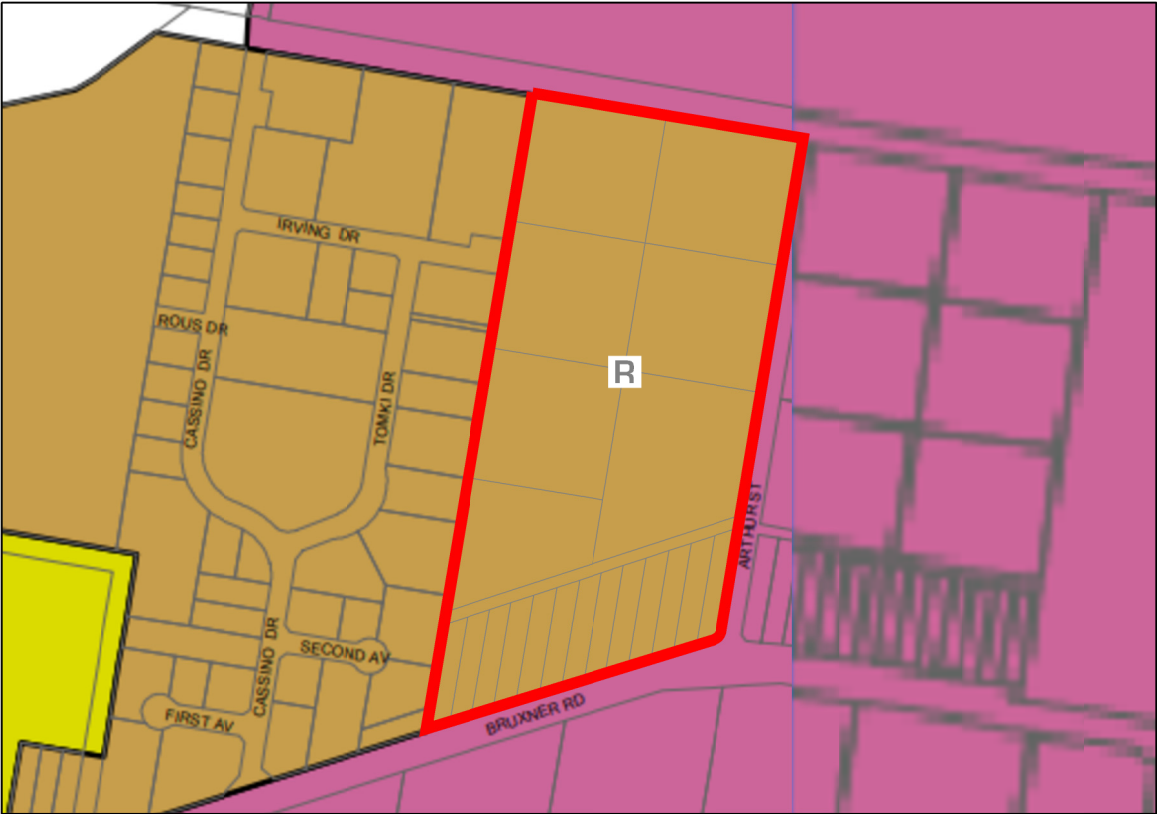 IRVING DR
ROUS DR
CASSINO DR
TOMKI DR
R
ARTHUR ST
CASSINO DR
SECOND AV
FIRST AV
BRUXNER RD